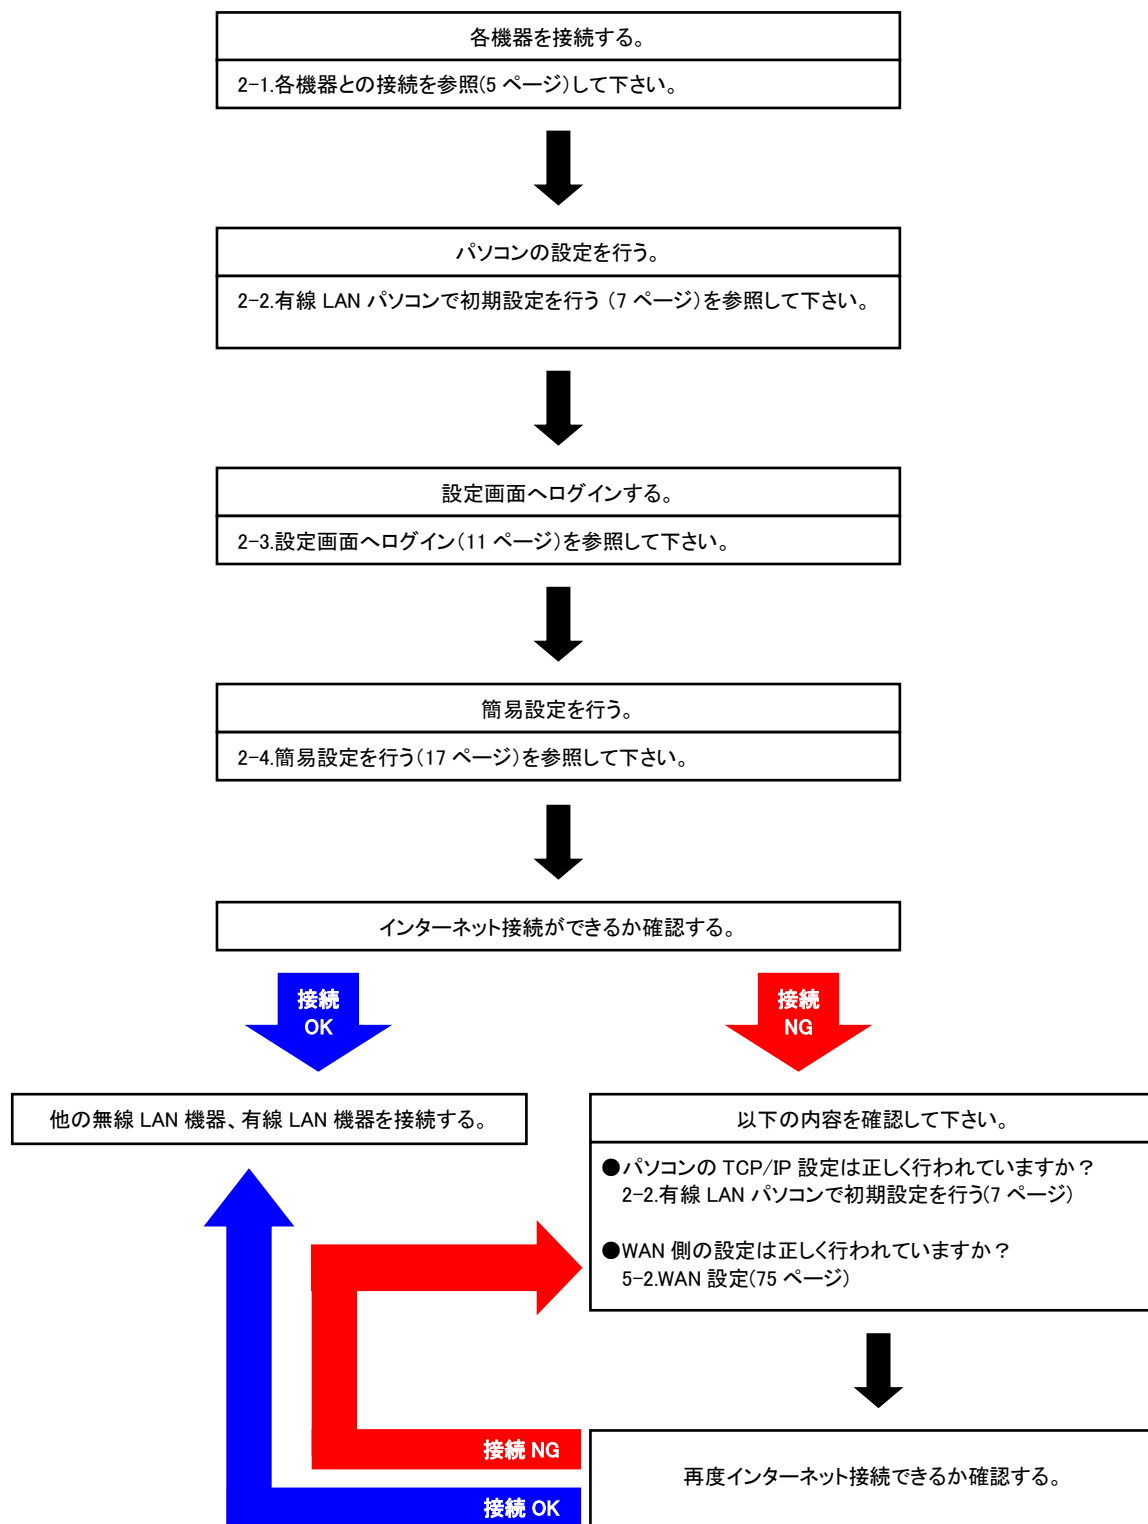 各機器を接続する。
2-1.各機器との接続を参照(5 ページ)して下さい。
パソコンの設定を行う。
2-2.有線 LAN パソコンで初期設定を行う (7 ページ)を参照して下さい。
設定画面へログインする。
2-3.設定画面へログイン(11 ページ)を参照して下さい。
簡易設定を行う。
2-4.簡易設定を行う(17 ページ)を参照して下さい。
インターネット接続ができるか確認する。
接続
OK
接続
NG
他の無線 LAN 機器、有線 LAN 機器を接続する。
以下の内容を確認して下さい。
●パソコンの TCP/IP 設定は正しく行われていますか?
2-2.有線 LAN パソコンで初期設定を行う(7 ページ)
●WAN 側の設定は正しく行われていますか?
5-2.WAN 設定(75 ページ)
接続 NG
再度インターネット接続できるか確認する。
接続 OK